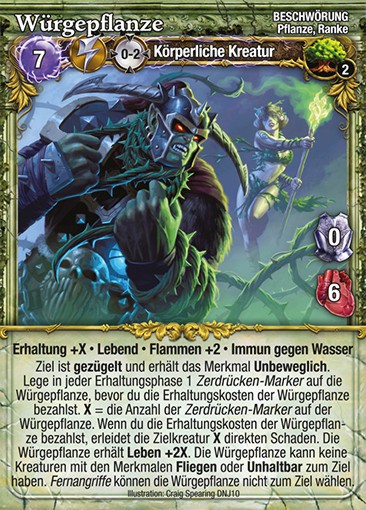 Würgepflanze
BESCHWÖRUNG
Pflanze, Ranke
7
0-2
Körperliche Kreatur
2
0
6
Erhaltung +X • Lebend • Flammen +2 • Immun gegen Wasser
Ziel ist gezügelt und erhält das Merkmal Unbeweglich.
Lege in jeder Erhaltungsphase 1 Zerdrücken-Marker auf die
Würgepflanze, bevor du die Erhaltungskosten der Würgepflanze
bezahlst. X = die Anzahl der Zerdrücken-Marker auf der
Würgepflanze. Wenn du die Erhaltungskosten der Würgepflan-
ze bezahlst, erleidet die Zielkreatur X direkten Schaden. Die
Würgepflanze erhält Leben +2X. Die Würgepflanze kann keine
Kreaturen mit den Merkmalen Fliegen oder Unhaltbar zum Ziel
haben. Fernangriffe können die Würgepflanze nicht zum Ziel wählen.
Illustration: Craig Spearing DNJ10